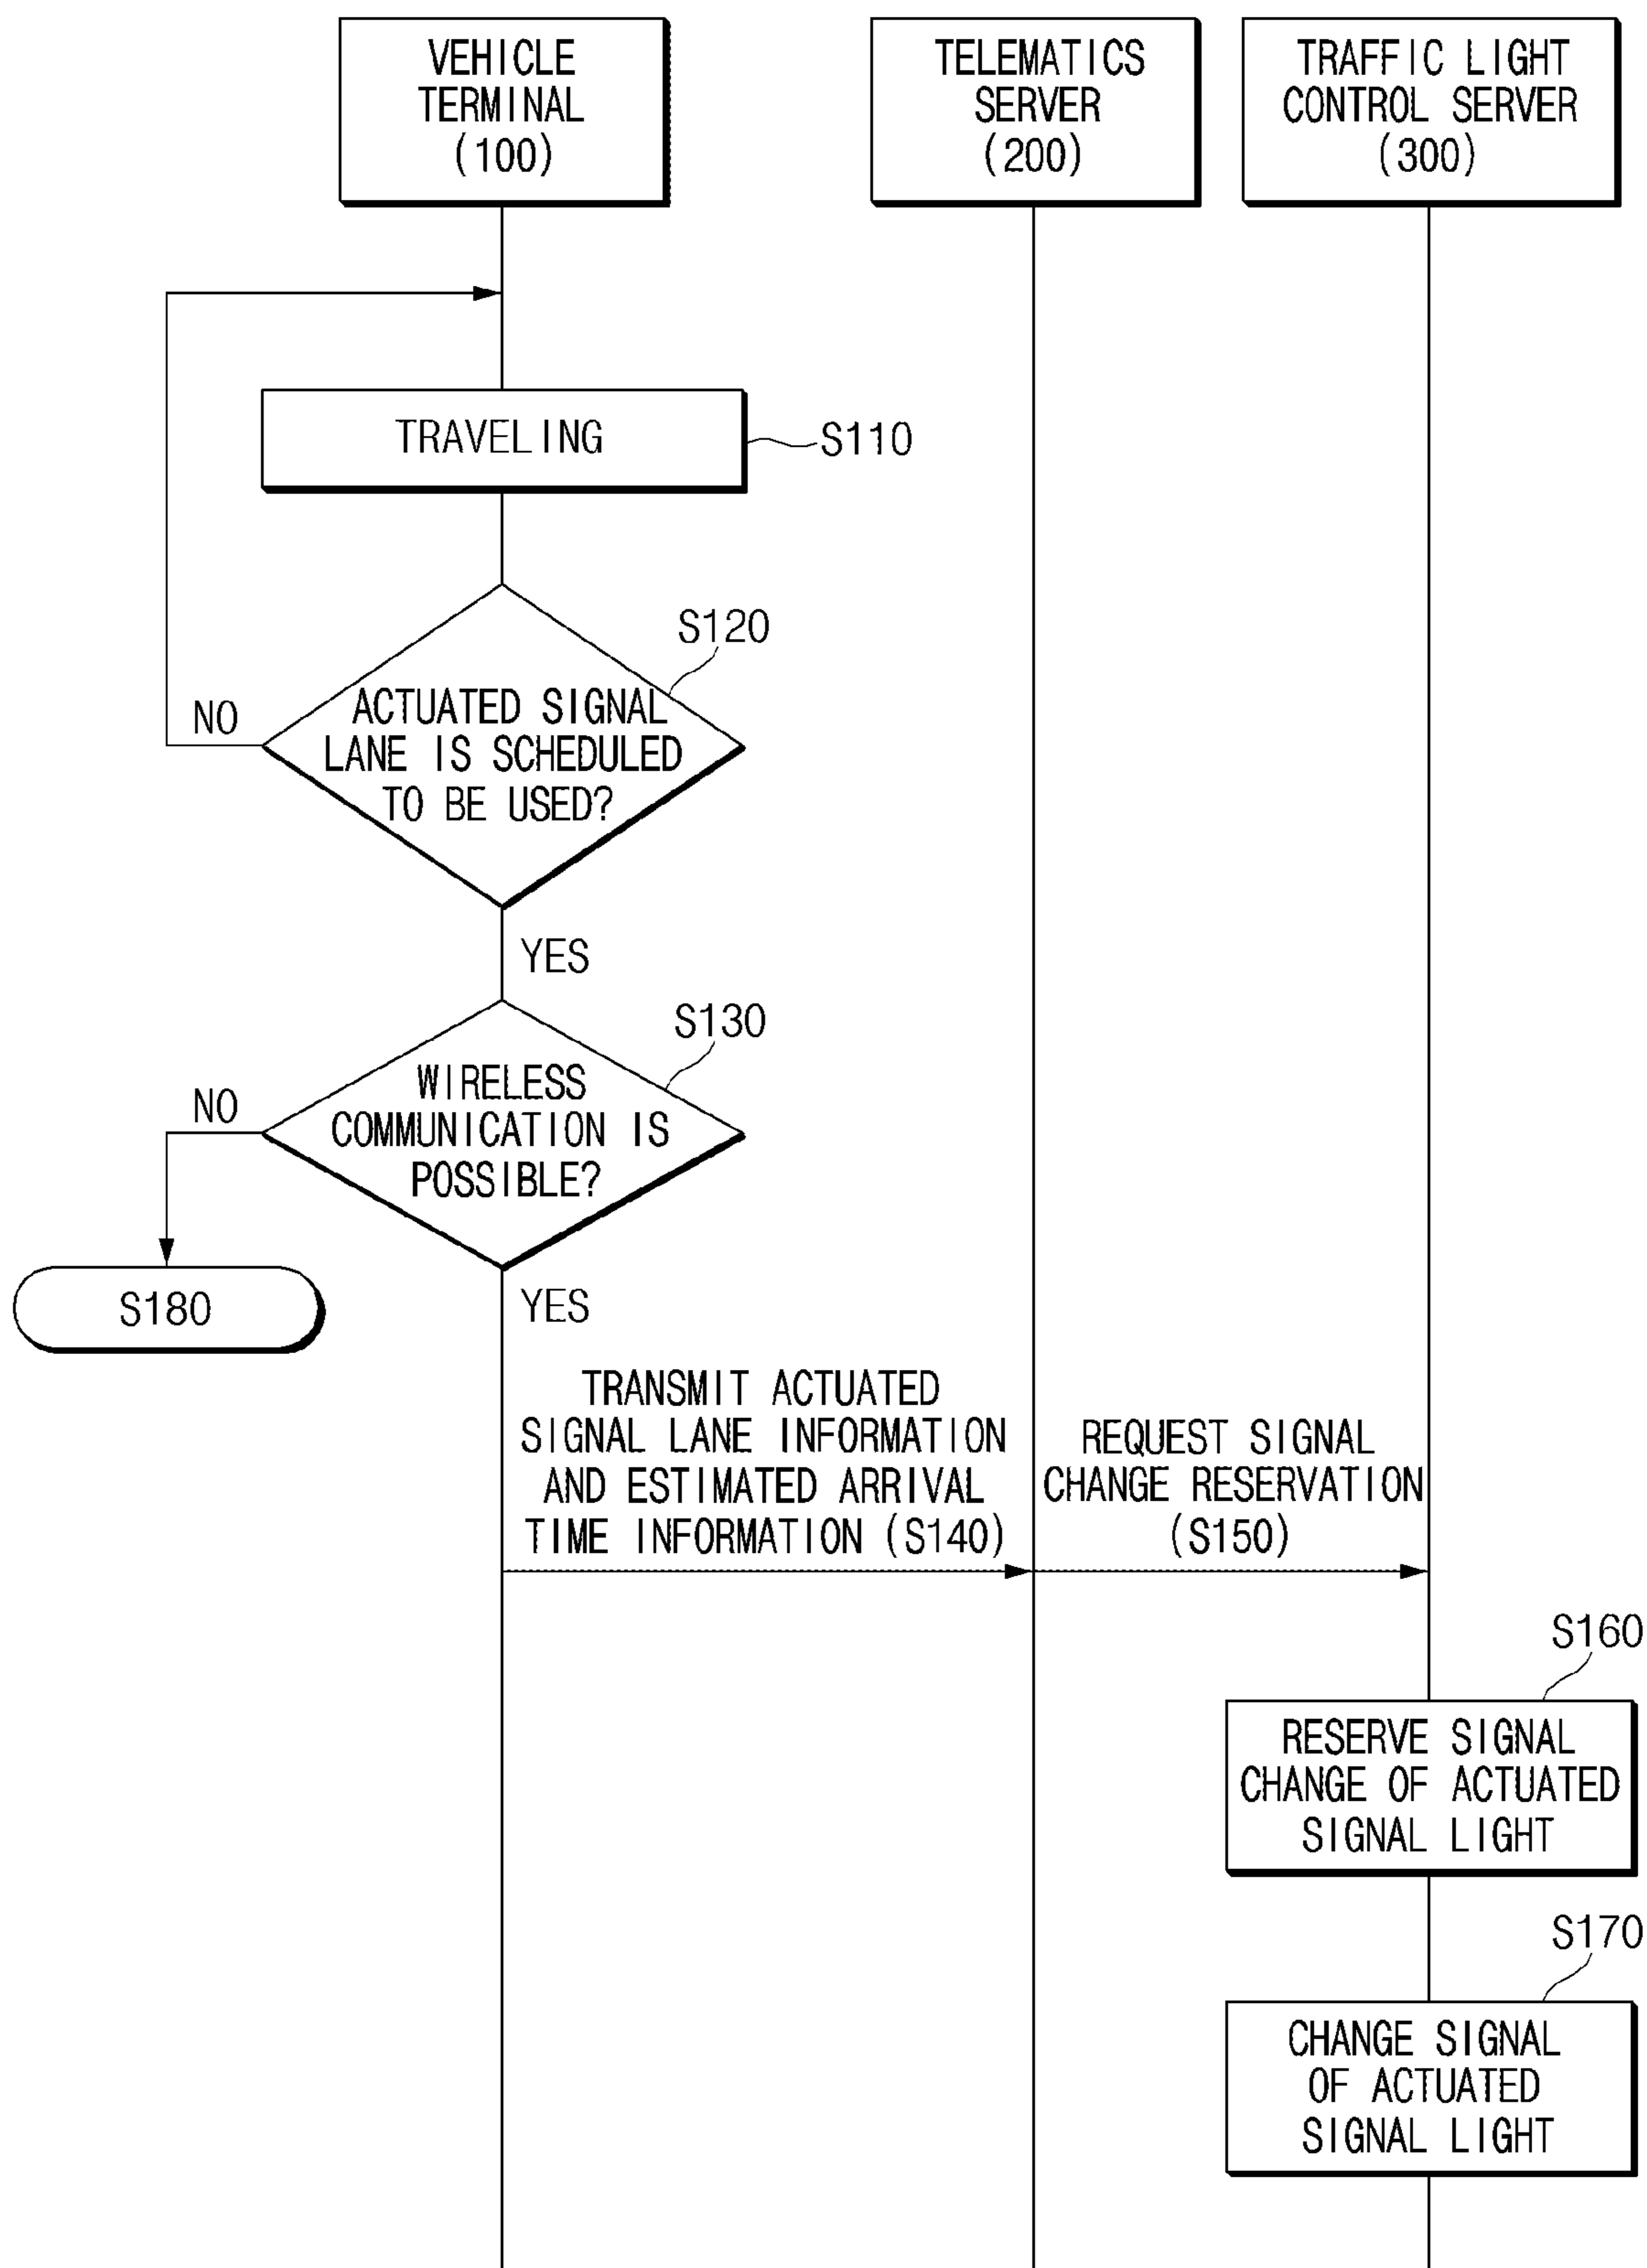 VEHICLE
TERMINAL
(100)
TELEMATICS
SERVER
(200)
TRAFFIC LIGHT
CONTROL SERVER
(300)
TRAVELING
S110
S120
ACTUATED SIGNAL
LANE IS SCHEDULED
TO BE USED?
NO
YES
S130
WIRELESS
COMMUNICATION IS
POSSIBLE?
NO
S180
YES
TRANSMIT ACTUATED
SIGNAL LANE INFORMATION
AND ESTIMATED ARRIVAL
TIME INFORMATION (S140)
REQUEST SIGNAL
CHANGE RESERVATION
(S150)
S160
RESERVE SIGNAL
CHANGE OF ACTUATED
SIGNAL LIGHT
S170
CHANGE SIGNAL
OF ACTUATED
SIGNAL LIGHT